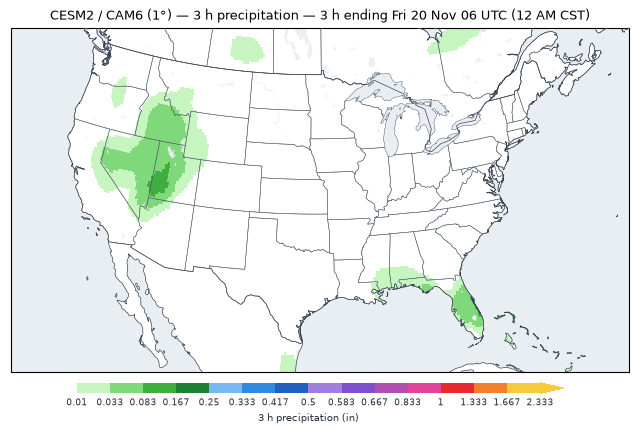 CESM2 / CAM6 (1°) — 3 h precipitation — 3 h ending Fri 20 Nov 06 UTC (12 AM CST)
0.01 0.033 0.083 0.167 0.25 0.333 0.417 0.5 0.583 0.667 0.833 1 1.333 1.667 2.333
3 h precipitation (in)